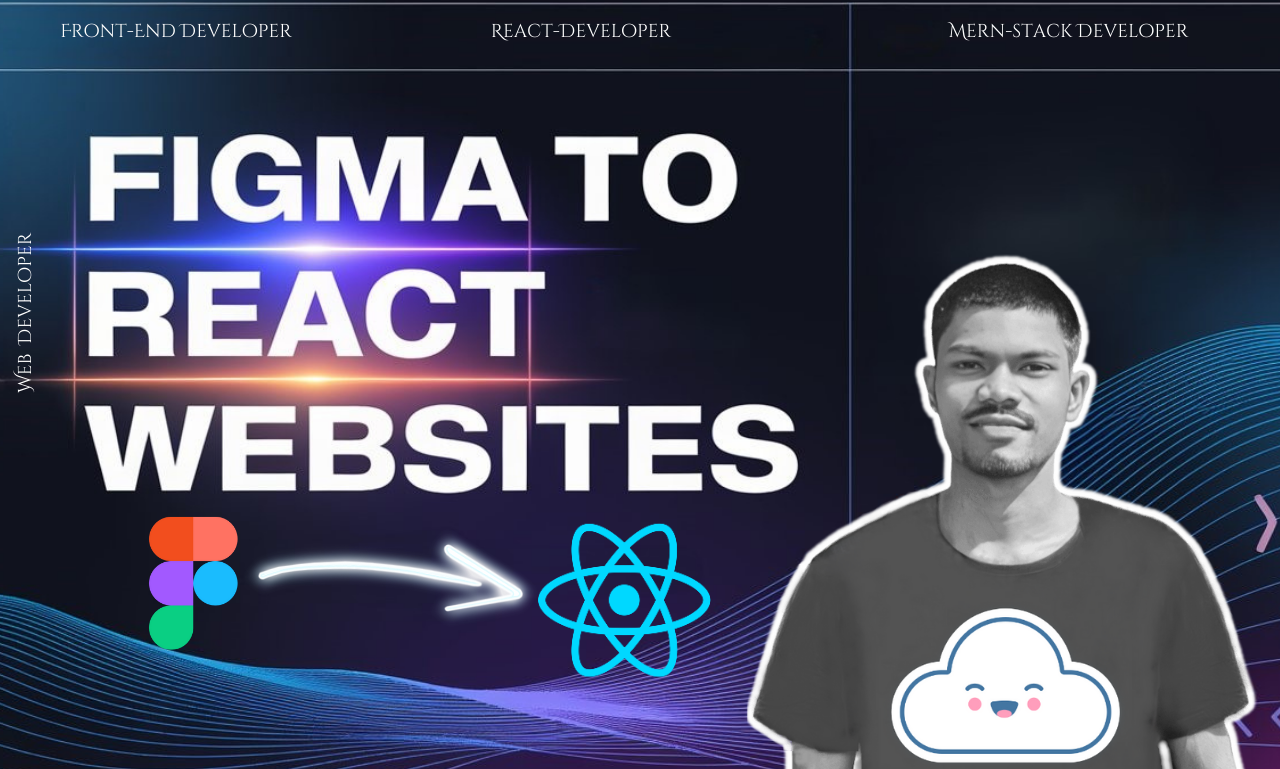 Front-End Developer
React-Developer
Mern-stack Developer
Web Developer
FIGMA TO
REACT
WEBSITES